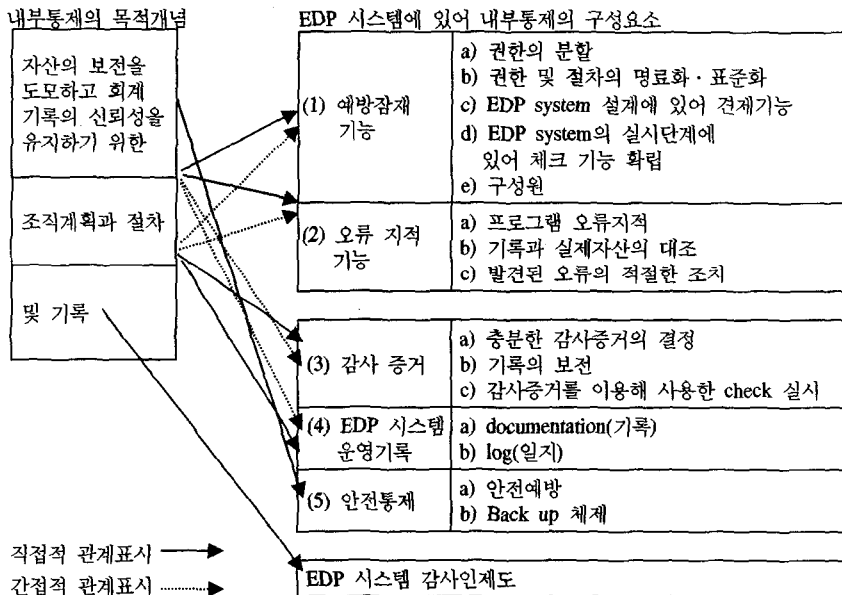 내부통제의 목적개념
자산의 보전을
도모하고 회계
기록의 신뢰성을
유지하기 위한
조직계획과 절차
및 기록
EDP 시스템에 있어 내부통제의 구성요소
(1) 예방잠재
기능
a) 권한의 분할
b) 권한 및 절차의 명료화·표준화
c) EDP system 설계에 있어 견제기능
d) EDP system의 실시단계에
있어 체크 기능 확립
e) 구성원
(2) 오류 지적
기능
a) 프로그램 오류지적
b) 기록과 실제자산의 대조
c) 발견된 오류의 적절한 조치
(3) 감사 증거
a) 충분한 감사증거의 결정
b) 기록의 보전
c) 감사증거를 이용해 사용한 check 실시
(4) EDP 시스템
운영기록
a) documentation(기록)
b) log(일지)
(5) 안전통제
a) 안전예방
b) Back up 체제
EDP 시스템 감사인제도
직접적 관계표시
간접적 관계표시